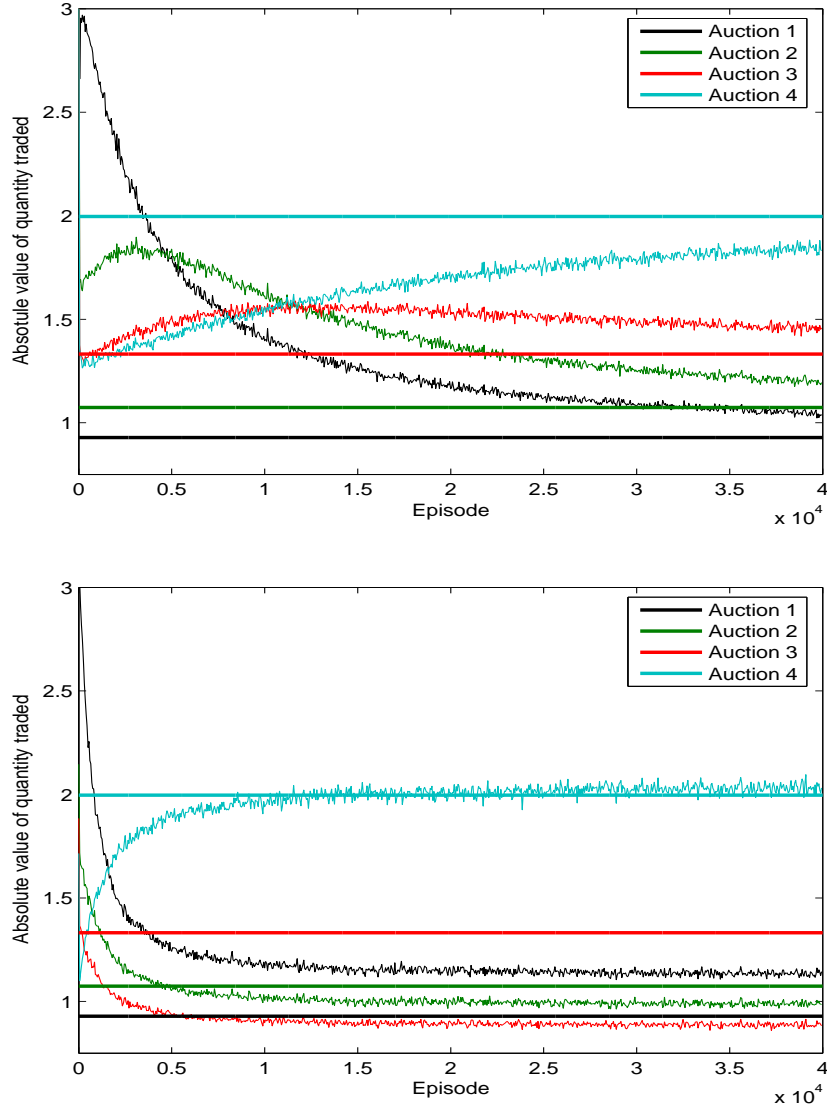 Absotule value of quantity traded
3
2.5
2
1.5
1
0
0.5
1
1.5
2
2.5
3
3.5
4
x 10^4
Episode
Auction 1
Auction 2
Auction 3
Auction 4
Absolute value of quantity traded
3
2.5
2
1.5
1
0
0.5
1
1.5
2
2.5
3
3.5
4
x 10^4
Episode
Auction 1
Auction 2
Auction 3
Auction 4